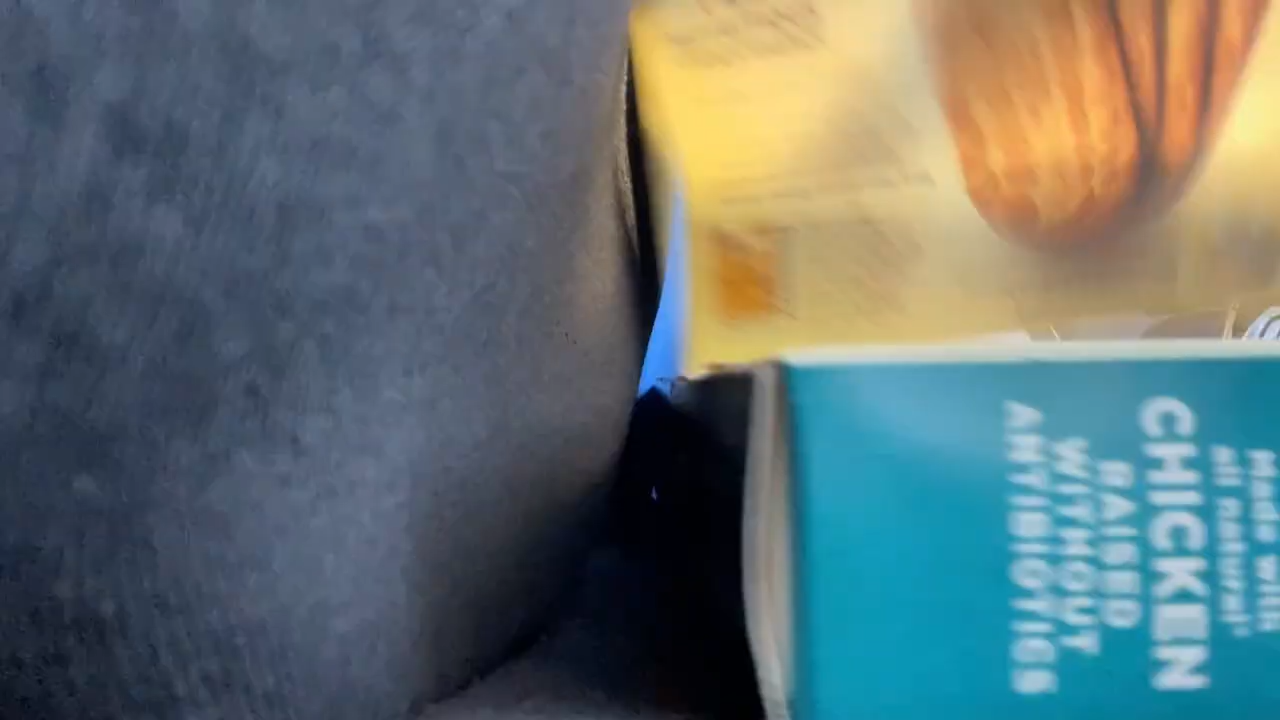 Made with
all natural*
CHICKEN
RAISED
WITHOUT
ANTIBIOTICS